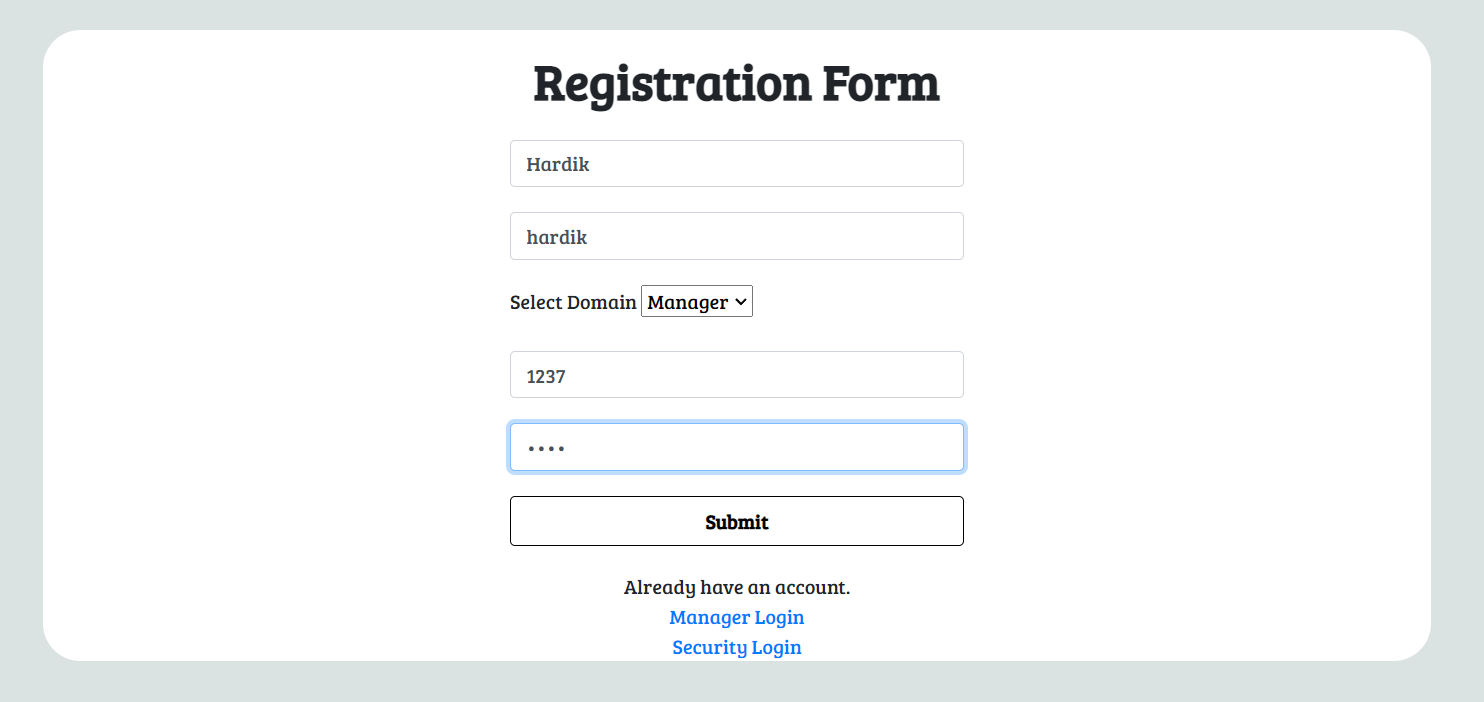 Registration Form
Hardik
hardik
Select Domain Manager
1237
••••
Submit
Already have an account.
Manager Login
Security Login